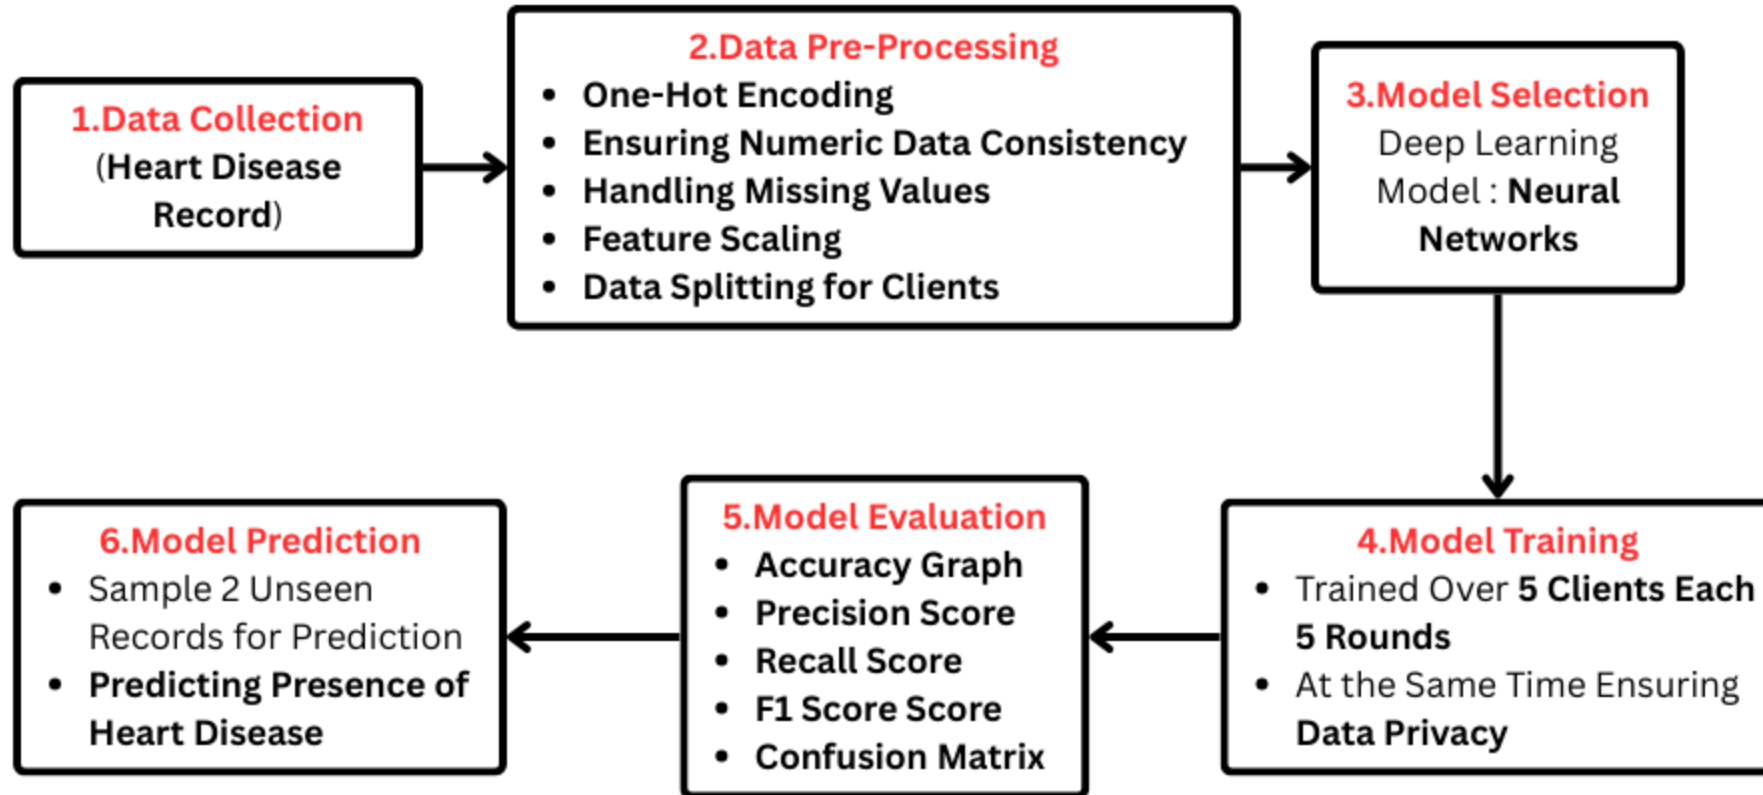 1.Data Collection
(Heart Disease
Record)
2.Data Pre-Processing
• One-Hot Encoding
• Ensuring Numeric Data Consistency
• Handling Missing Values
• Feature Scaling
• Data Splitting for Clients
3.Model Selection
Deep Learning
Model : Neural
Networks
4.Model Training
• Trained Over 5 Clients Each
5 Rounds
• At the Same Time Ensuring
Data Privacy
5.Model Evaluation
• Accuracy Graph
• Precision Score
• Recall Score
• F1 Score Score
• Confusion Matrix
6.Model Prediction
• Sample 2 Unseen
Records for Prediction
• Predicting Presence of
Heart Disease